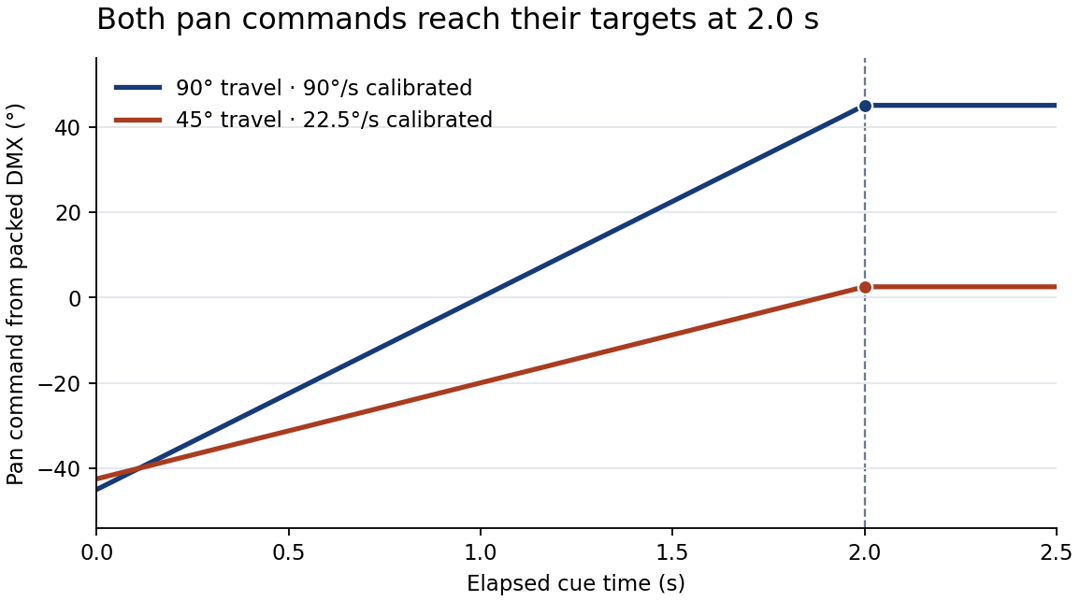 Both pan commands reach their targets at 2.0 s
90° travel · 90°/s calibrated
45° travel · 22.5°/s calibrated
Pan command from packed DMX (°)
40
20
0
−20
−40
0.0 0.5 1.0 1.5 2.0 2.5
Elapsed cue time (s)